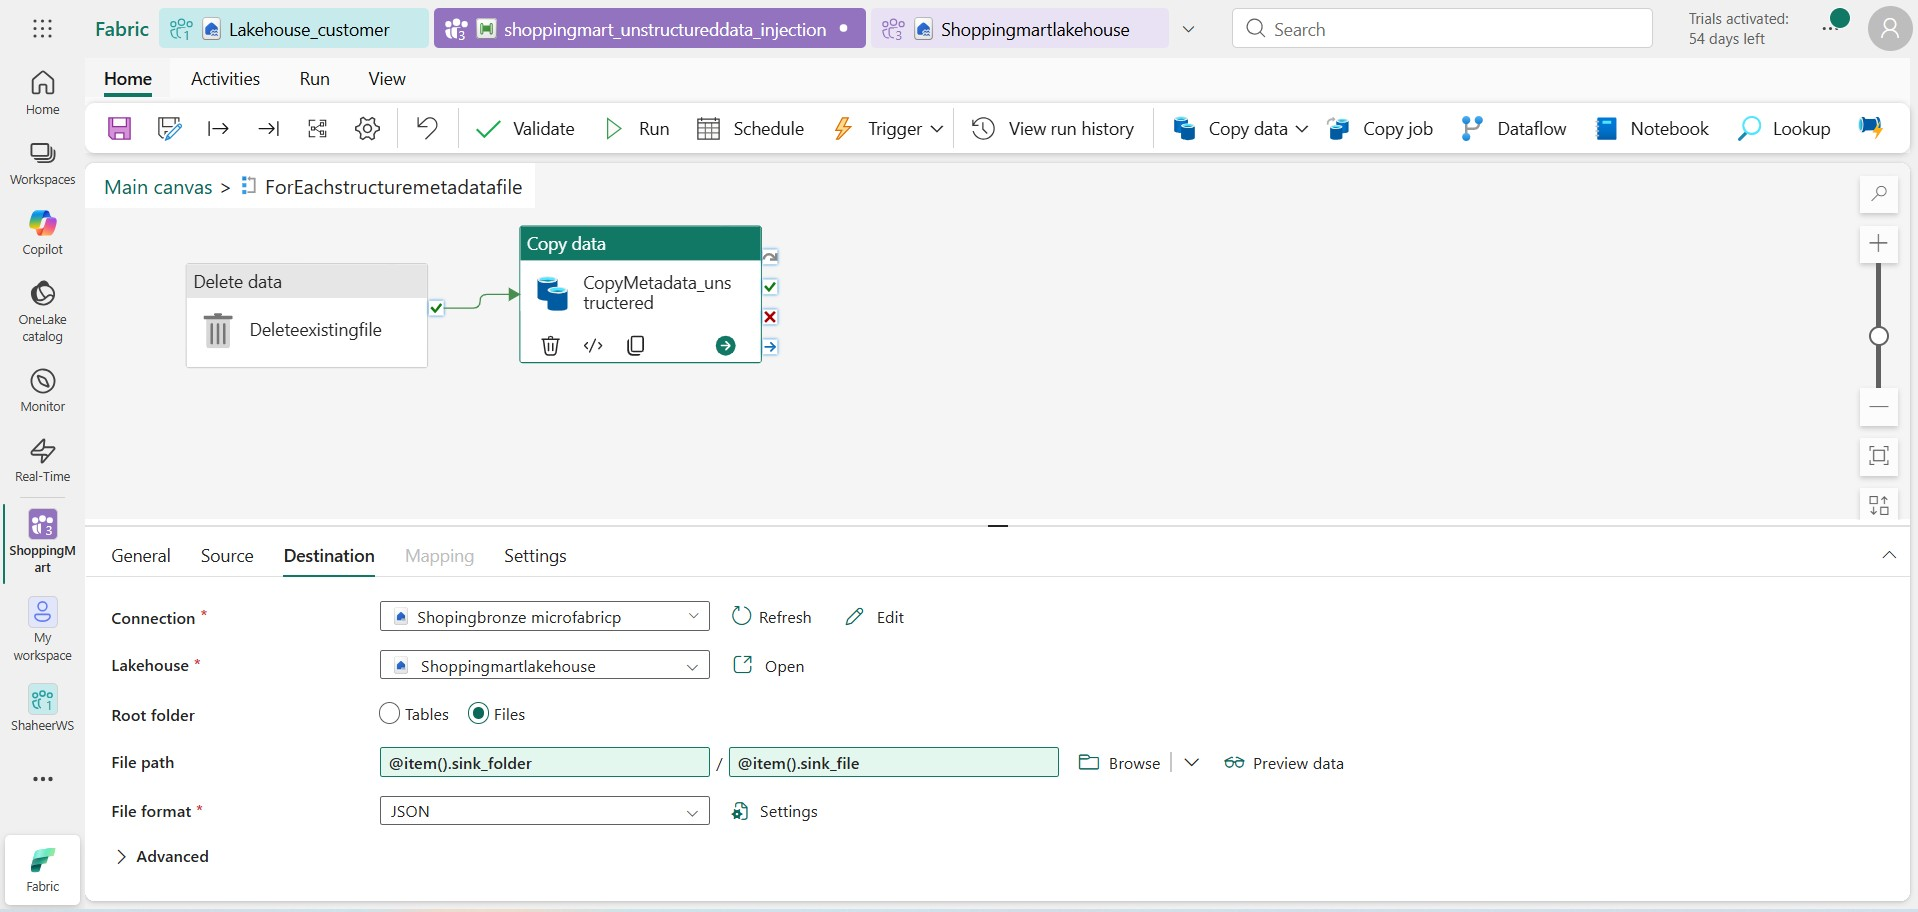 Fabric
Lakehouse_customer
3
shoppingmart_unstructureddata_injection
3
Shoppingmartlakehouse
Search
Trials activated:
54 days left
Home
Workspaces
Copilot
OneLake
catalog
Monitor
Real-Time
3
ShoppingM
art
My
workspace
1
ShaheerWS
Fabric
Home Activities Run View
Validate Run Schedule Trigger View run history Copy data Copy job Dataflow Notebook Lookup
Main canvas > ForEachstructuremetadatafile
Delete data
Deleteexistingfile
Copy data
CopyMetadata_uns
tructered
General Source Destination Mapping Settings
Connection * Shopingbronze microfabricp Refresh Edit
Lakehouse * Shoppingmartlakehouse Open
Root folder Tables Files
File path @item().sink_folder / @item().sink_file Browse Preview data
File format * JSON Settings
Advanced